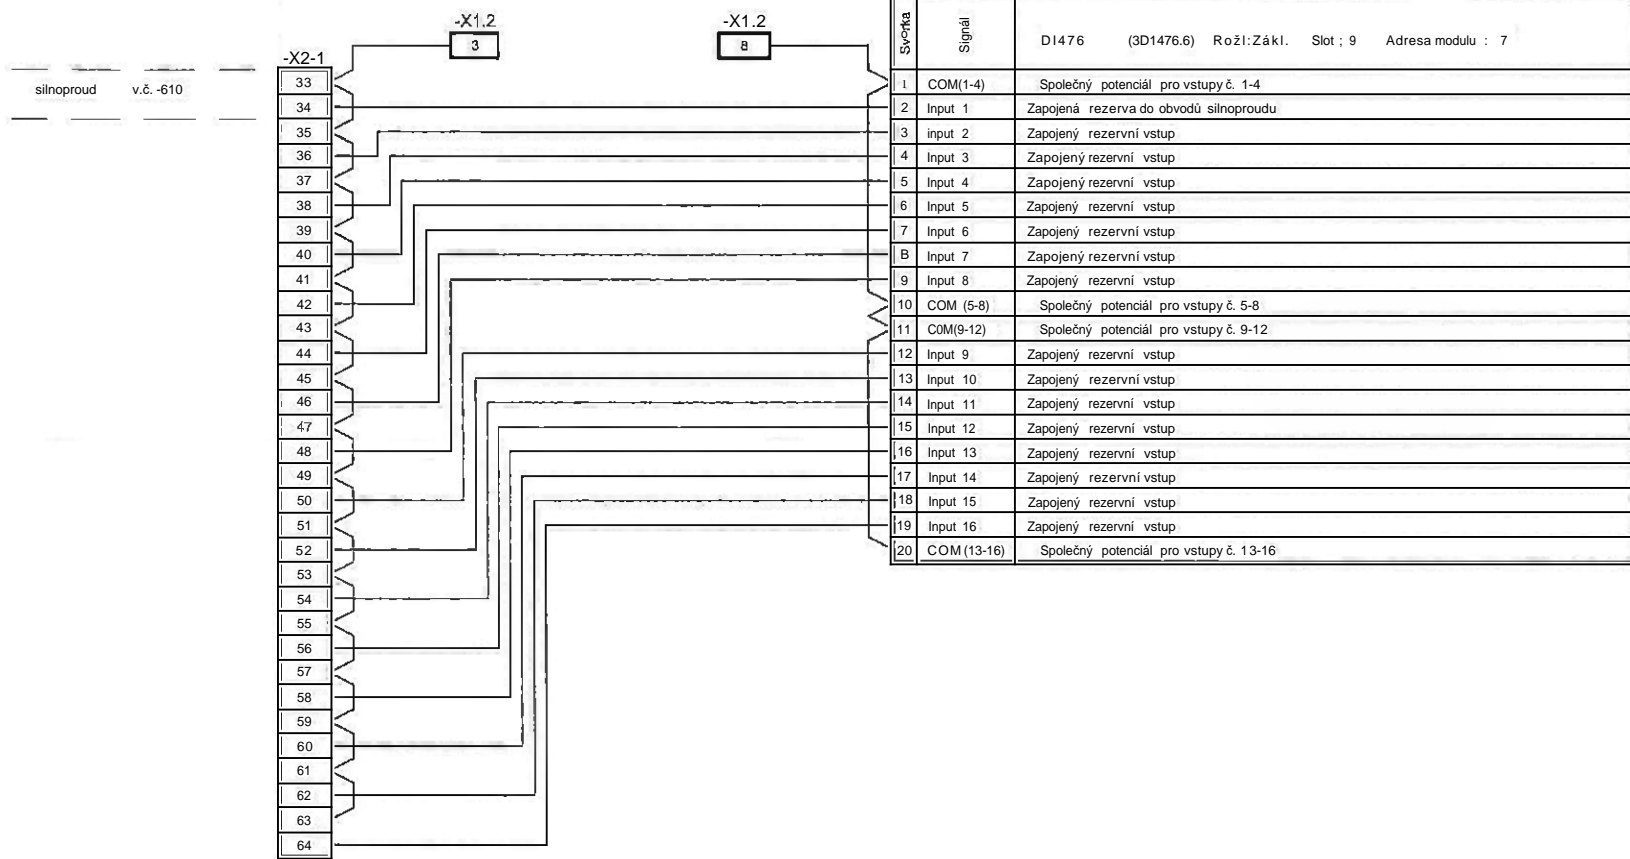 -X1.2
3
-X1.2
8
-X2-1
silnoproud v.č. -610
33
34
35
36
37
38
39
40
41
42
43
44
45
46
47
48
49
50
51
52
53
54
55
56
57
58
59
60
61
62
63
64
Svorka Signál DI476 (3D1476.6) Rožl:Zákl. Slot ; 9 Adresa modulu : 7
1 COM(1-4) Společný potenciál pro vstupy č. 1-4
2 Input 1 Zapojená rezerva do obvodů silnoproudu
3 input 2 Zapojený rezervní vstup
4 Input 3 Zapojený rezervní vstup
5 Input 4 Zapojený rezervní vstup
6 Input 5 Zapojený rezervní vstup
7 Input 6 Zapojený rezervní vstup
B Input 7 Zapojený rezervní vstup
9 Input 8 Zapojený rezervní vstup
10 COM (5-8) Společný potenciál pro vstupy č. 5-8
11 C0M(9-12) Společný potenciál pro vstupy č. 9-12
12 Input 9 Zapojený rezervní vstup
13 Input 10 Zapojený rezervní vstup
14 Input 11 Zapojený rezervní vstup
15 Input 12 Zapojený rezervní vstup
16 Input 13 Zapojený rezervní vstup
17 Input 14 Zapojený rezervní vstup
18 Input 15 Zapojený rezervní vstup
19 Input 16 Zapojený rezervní vstup
20 COM (13-16) Společný potenciál pro vstupy č. 13-16